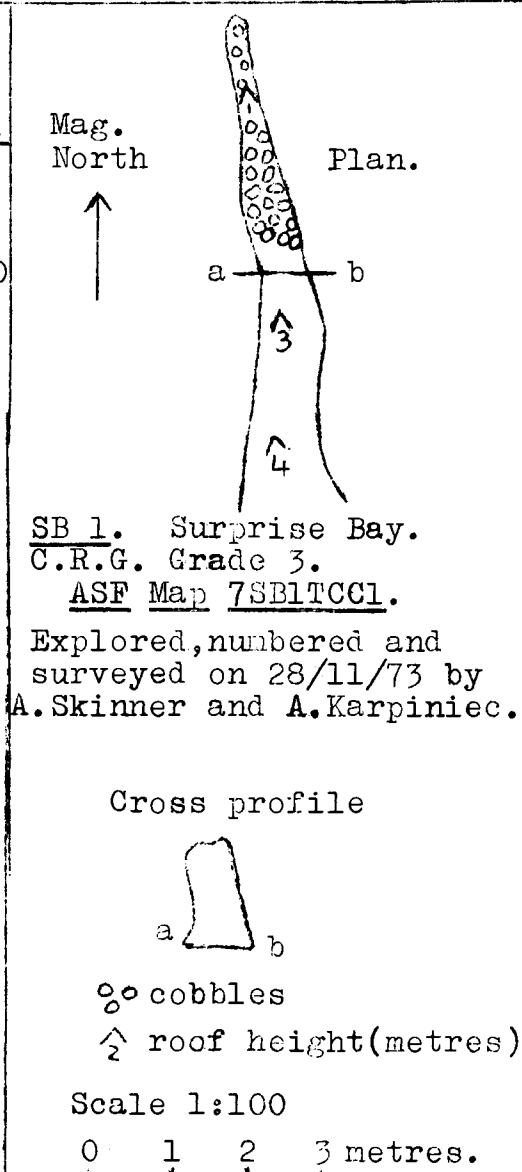 Mag.
North
Plan.
1
a b
3
4
SB 1. Surprise Bay.
C.R.G. Grade 3.
ASF Map 7SB1TCC1.
Explored,numbered and
surveyed on 28/11/73 by
A.Skinner and A.Karpiniec.
Cross profile
a b
cobbles
2 roof height(metres)
Scale 1:100
0 1 2 3 metres.